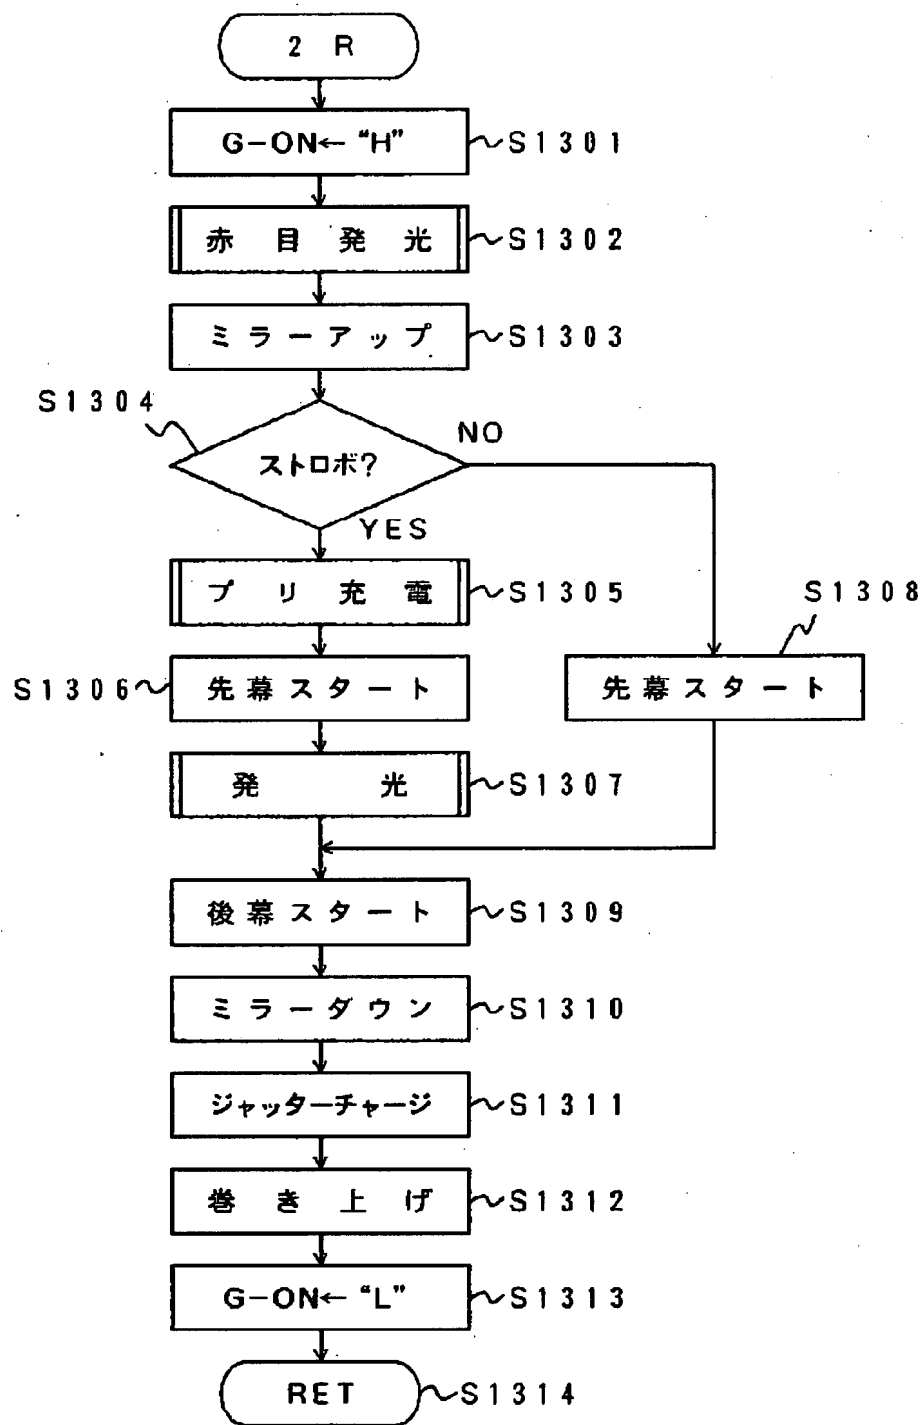 2 R
G-ON← “H” S1301
赤目発光 S1302
ミラーアップ S1303
S1304
ストロボ? NO
YES
プリ充電 S1305
S1308
S1306 先幕スタート
先幕スタート
発光 S1307
後幕スタート S1309
ミラーダウン S1310
ジャッターチャージ S1311
巻き上げ S1312
G-ON← “L” S1313
RET S1314